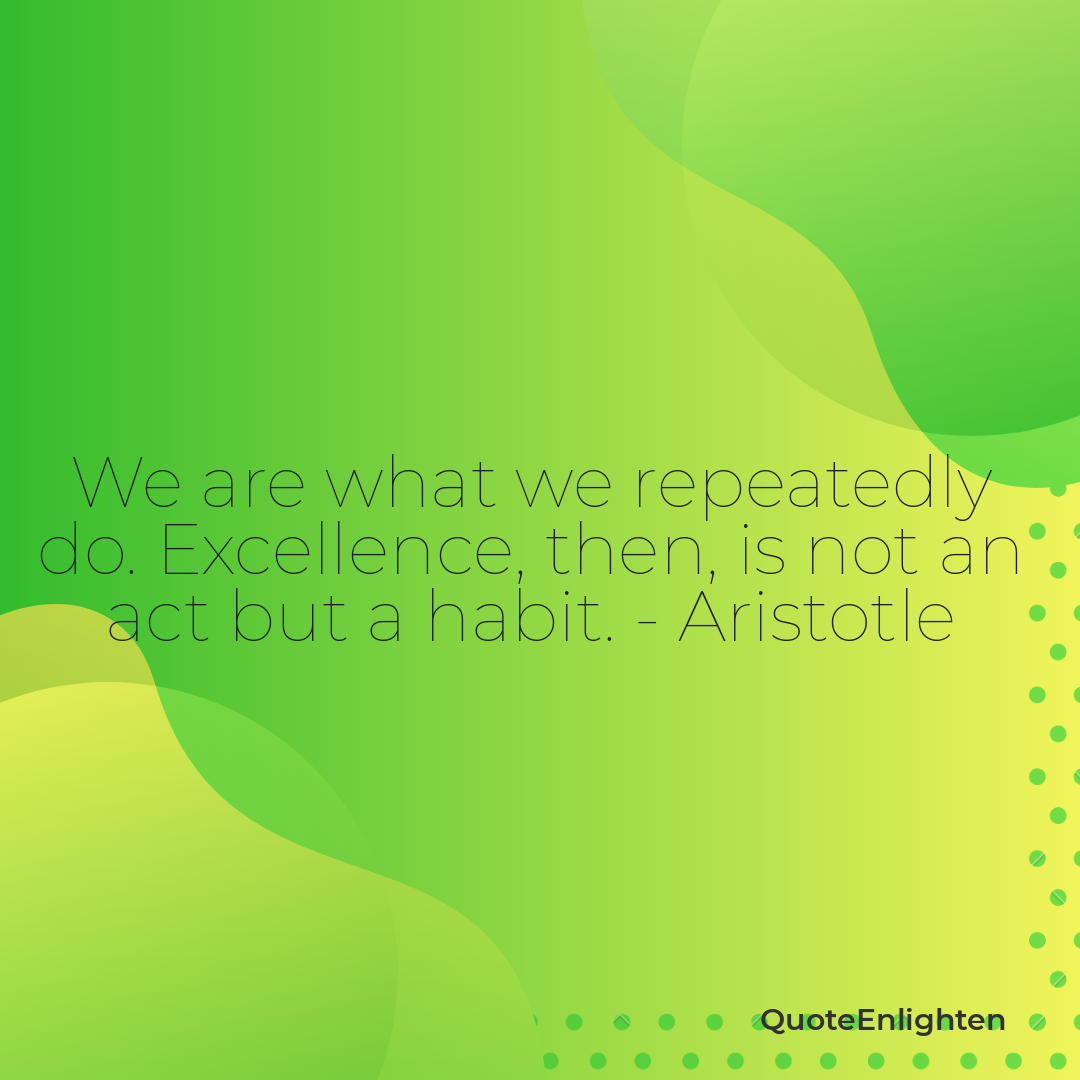 We are what we repeatedly
do. Excellence, then, is not an
act but a habit. - Aristotle
QuoteEnlighten